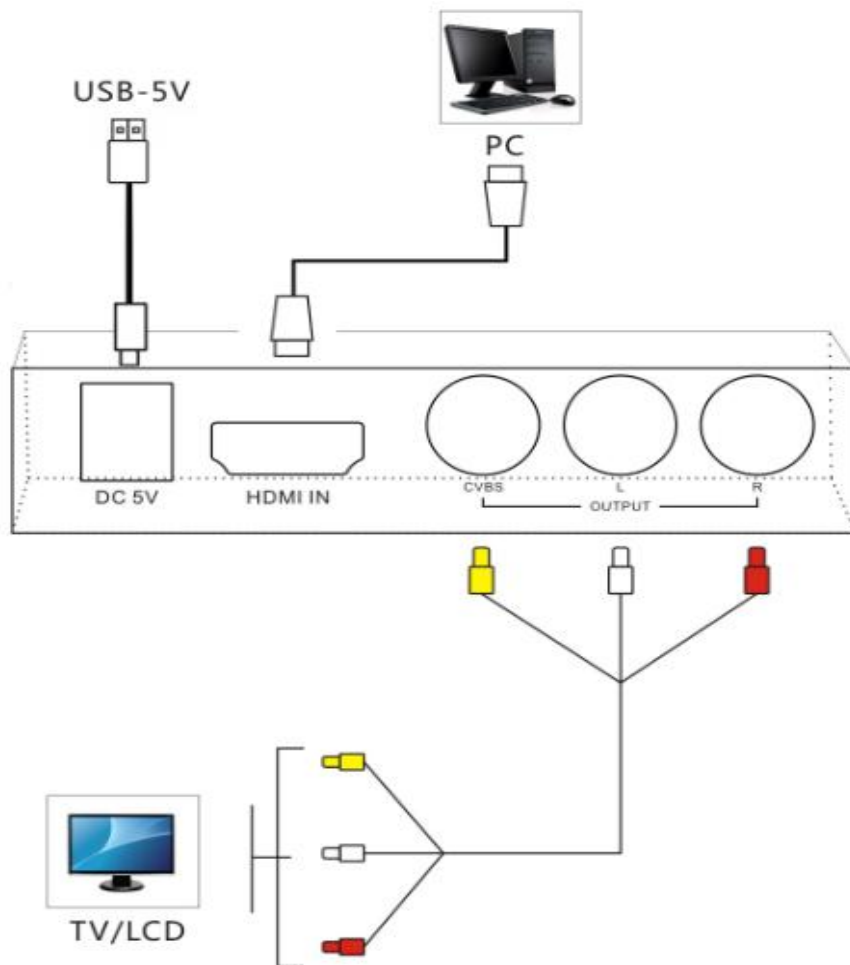 USB-5V
PC
DC 5V
HDMI IN
CVBS
L
R
OUTPUT
TV/LCD